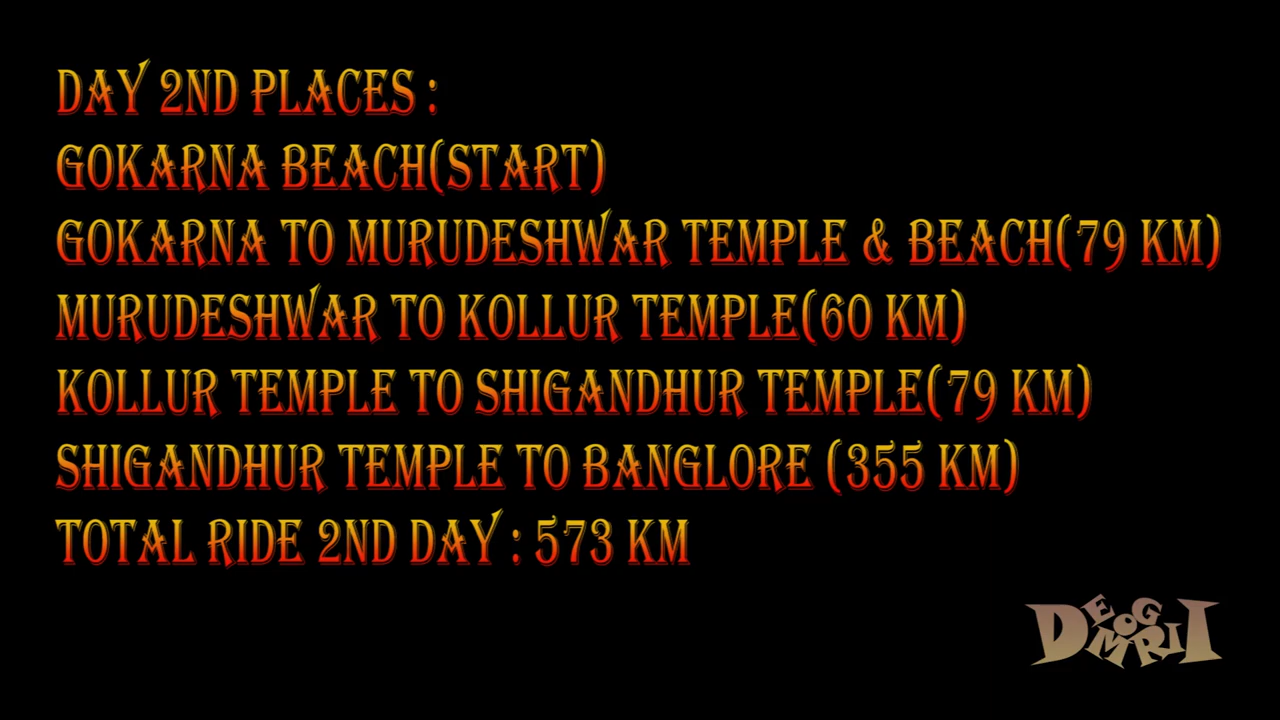 DAY 2ND PLACES :
GOKARNA BEACH(START)
GOKARNA TO MURUDESHWAR TEMPLE & BEACH(79 KM)
MURUDESHWAR TO KOLLUR TEMPLE(60 KM)
KOLLUR TEMPLE TO SHIGANDHUR TEMPLE(79 KM)
SHIGANDHUR TEMPLE TO BANGLORE (355 KM)
TOTAL RIDE 2ND DAY : 573 KM